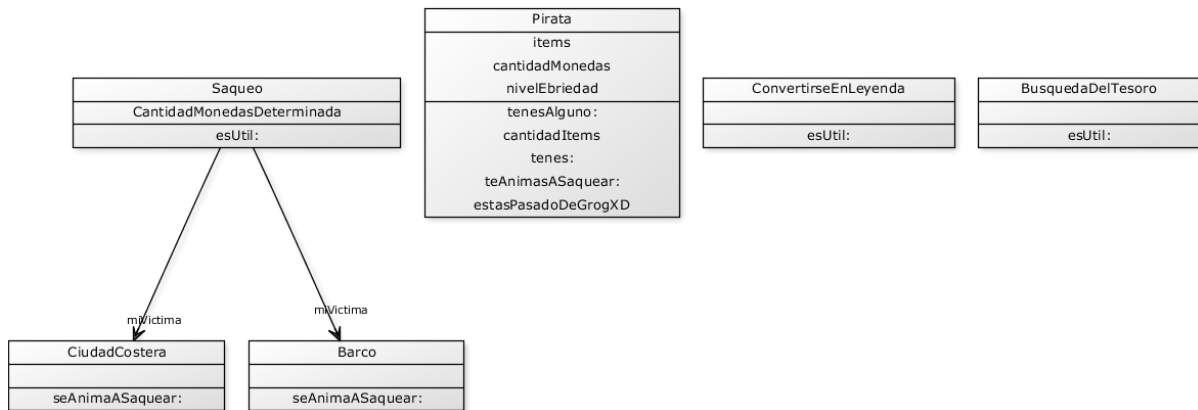 Saqueo
CantidadMonedasDeterminada
esUtil:
Pirata
items
cantidadMonedas
nivelEbriedad
tenesAlguno:
cantidadItems
tenes:
teAnimasASaquear:
estasPasadoDeGrogXD
ConvertirseEnLeyenda
esUtil:
BusquedaDelTesoro
esUtil:
miVictima
miVictima
CiudadCostera
seAnimaASaquear:
Barco
seAnimaASaquear: